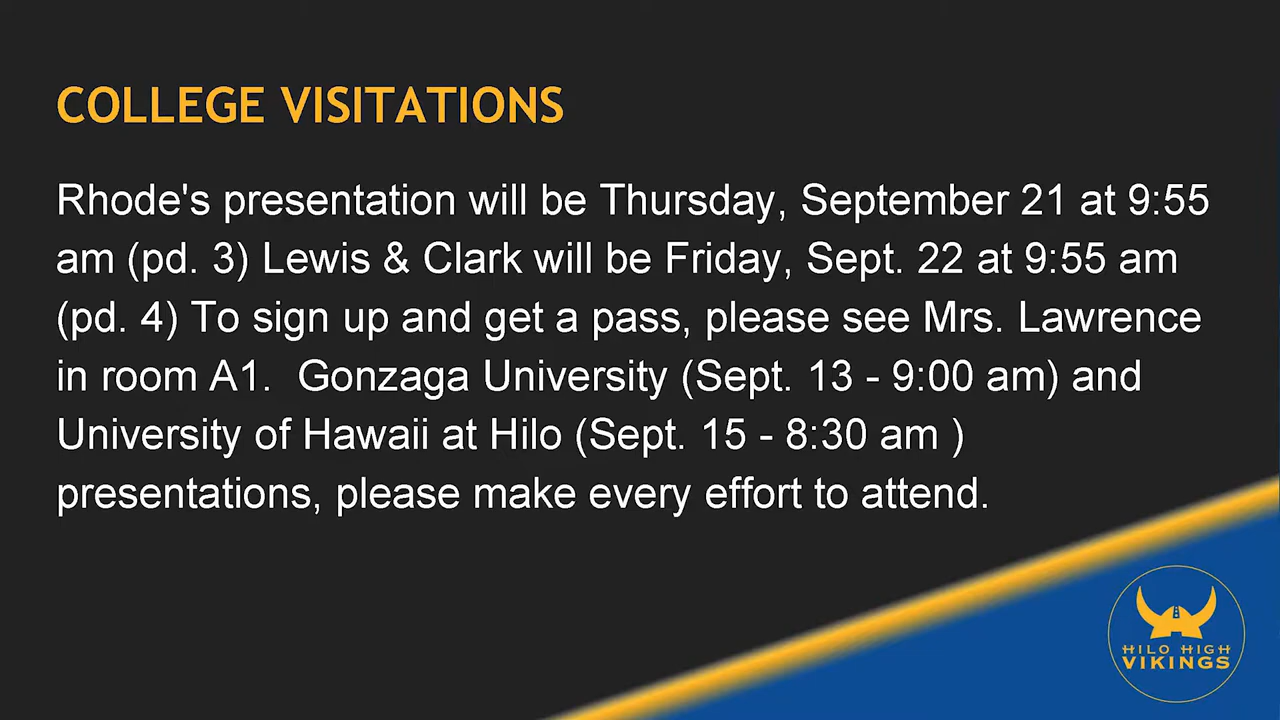 COLLEGE VISITATIONS
Rhode's presentation will be Thursday, September 21 at 9:55
am (pd. 3) Lewis & Clark will be Friday, Sept. 22 at 9:55 am
(pd. 4) To sign up and get a pass, please see Mrs. Lawrence
in room A1.  Gonzaga University (Sept. 13 - 9:00 am) and
University of Hawaii at Hilo (Sept. 15 - 8:30 am )
presentations, please make every effort to attend.
HILO HIGH
VIKINGS